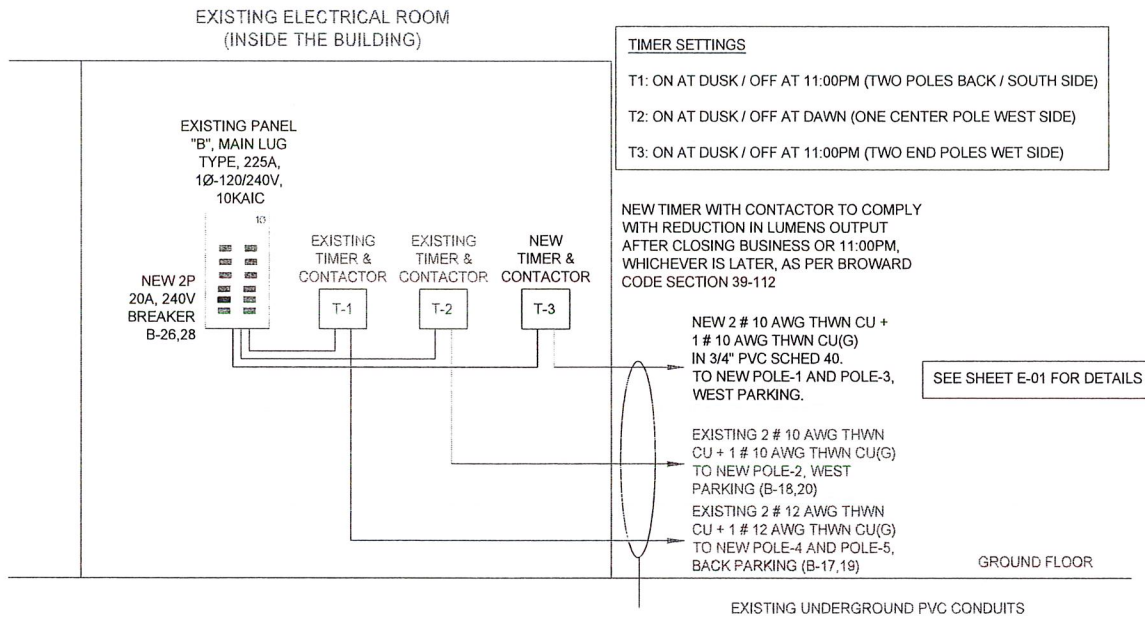 EXISTING ELECTRICAL ROOM
(INSIDE THE BUILDING)
TIMER SETTINGS
T1: ON AT DUSK / OFF AT 11:00PM (TWO POLES BACK / SOUTH SIDE)
T2: ON AT DUSK / OFF AT DAWN (ONE CENTER POLE WEST SIDE)
T3: ON AT DUSK / OFF AT 11:00PM (TWO END POLES WET SIDE)
EXISTING PANEL
"B", MAIN LUG
TYPE, 225A,
1Ø-120/240V,
10KAIC
10
NEW 2P
20A, 240V
BREAKER
B-26,28
EXISTING
TIMER &
CONTACTOR
T-1
EXISTING
TIMER &
CONTACTOR
T-2
NEW
TIMER &
CONTACTOR
T-3
NEW TIMER WITH CONTACTOR TO COMPLY
WITH REDUCTION IN LUMENS OUTPUT
AFTER CLOSING BUSINESS OR 11:00PM,
WHICHEVER IS LATER, AS PER BROWARD
CODE SECTION 39-112
NEW 2 # 10 AWG THWN CU +
1 # 10 AWG THWN CU(G)
IN 3/4" PVC SCHED 40.
TO NEW POLE-1 AND POLE-3,
WEST PARKING.
SEE SHEET E-01 FOR DETAILS
EXISTING 2 # 10 AWG THWN
CU + 1 # 10 AWG THWN CU(G)
TO NEW POLE-2, WEST
PARKING (B-18,20)
EXISTING 2 # 12 AWG THWN
CU + 1 # 12 AWG THWN CU(G)
TO NEW POLE-4 AND POLE-5,
BACK PARKING (B-17,19)
GROUND FLOOR
EXISTING UNDERGROUND PVC CONDUITS